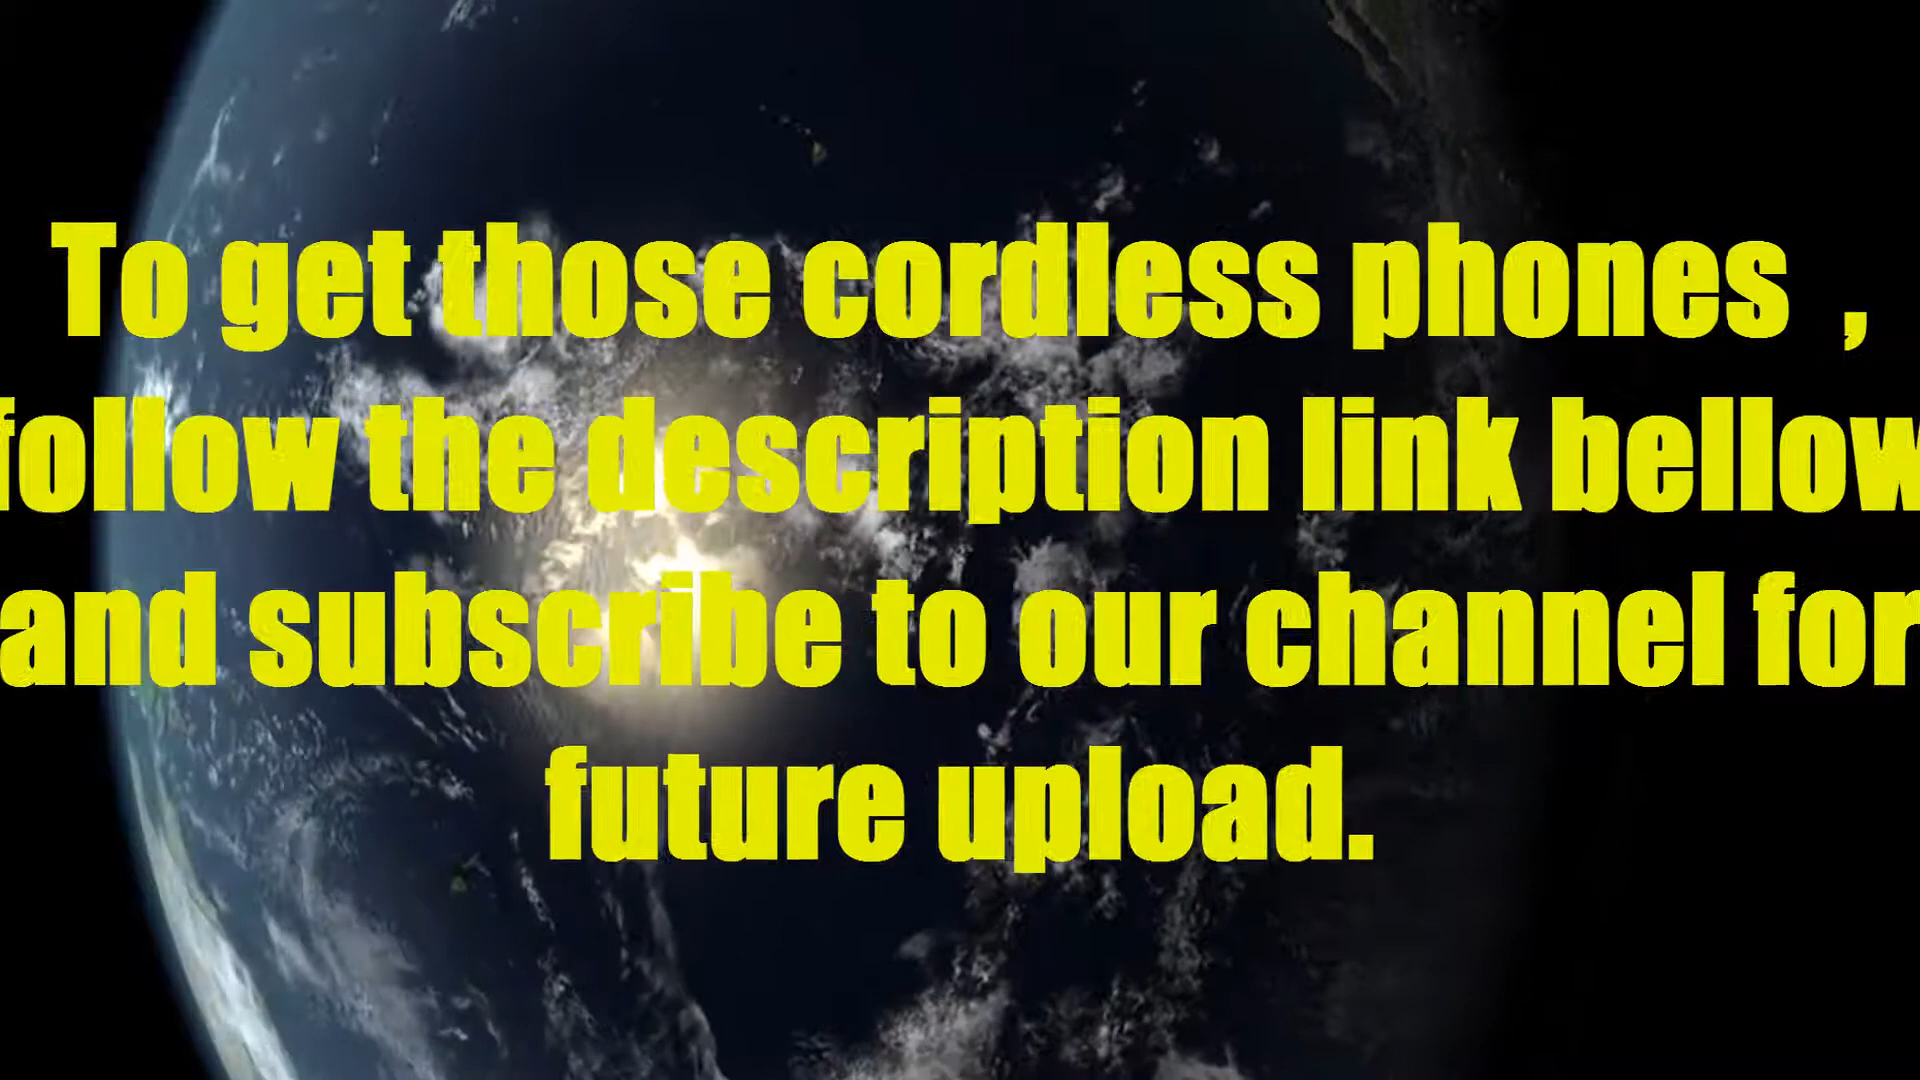 To get those cordless phones ,
follow the description link bellow
and subscribe to our channel for
future upload.